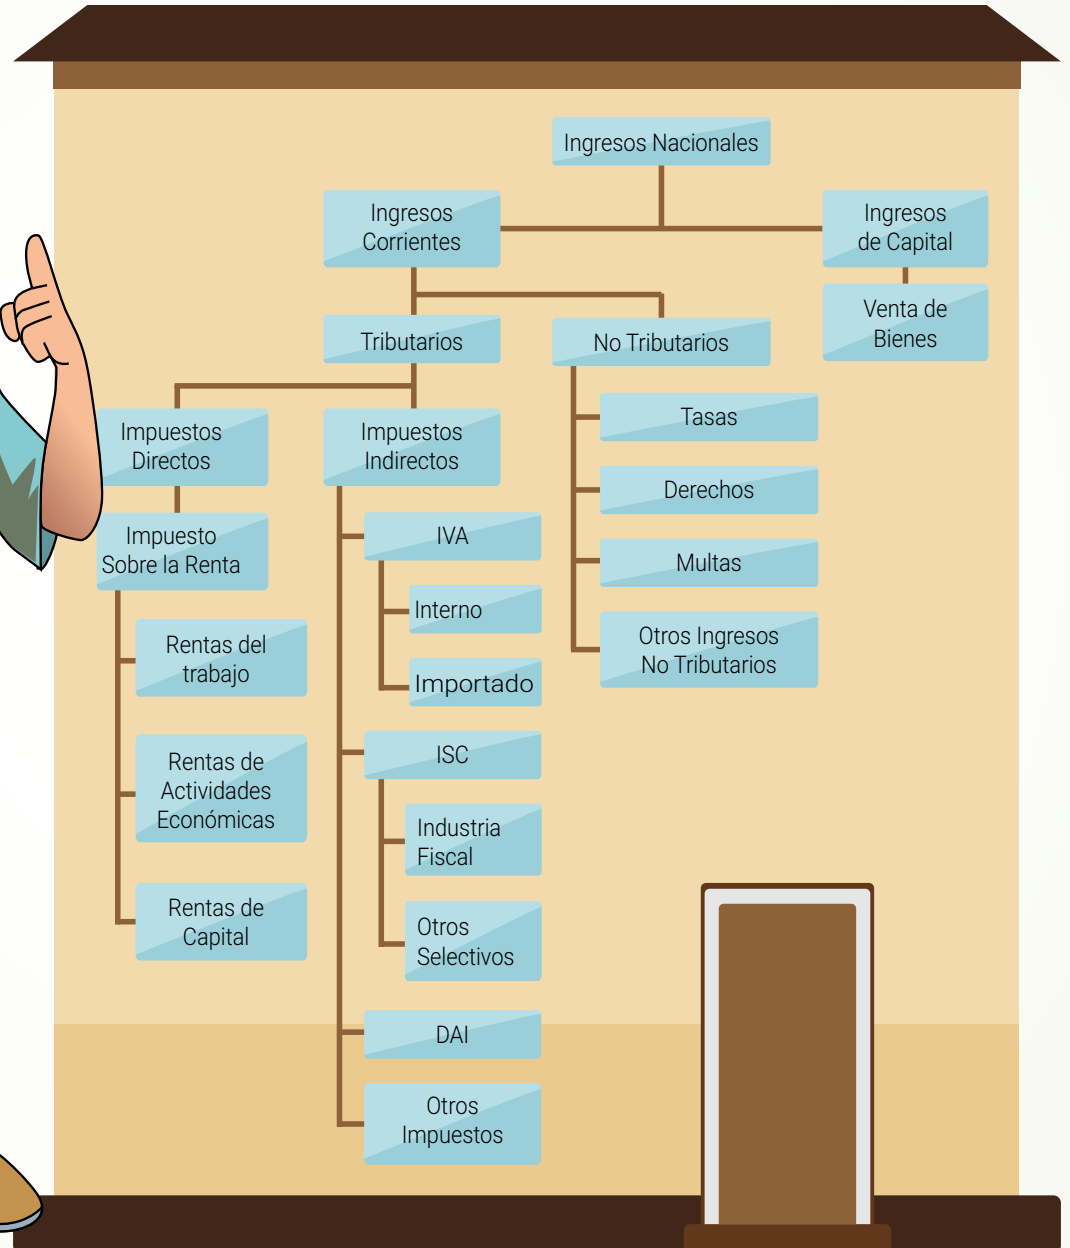 Ingresos Nacionales
Ingresos
Corrientes
Ingresos
de Capital
Venta de
Bienes
Tributarios
No Tributarios
Tasas
Derechos
Multas
Otros Ingresos
No Tributarios
Impuestos
Directos
Impuesto
Sobre la Renta
Rentas del
trabajo
Rentas de
Actividades
Económicas
Rentas de
Capital
Impuestos
Indirectos
IVA
Interno
Importado
ISC
Industria
Fiscal
Otros
Selectivos
DAI
Otros
Impuestos